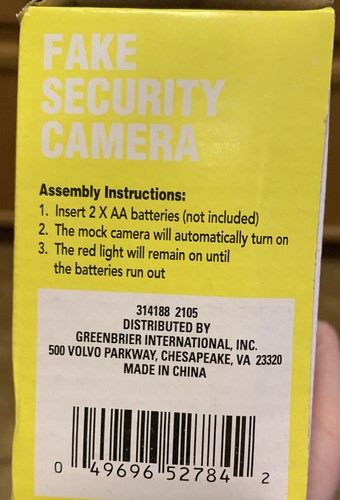 FAKE
SECURITY
CAMERA
Assembly Instructions:
1. Insert 2 X AA batteries (not included)
2. The mock camera will automatically turn on
3. The red light will remain on until
the batteries run out
314188 2105
DISTRIBUTED BY
GREENBRIER INTERNATIONAL, INC.
500 VOLVO PARKWAY, CHESAPEAKE, VA 23320
MADE IN CHINA
0 49696 52784 2